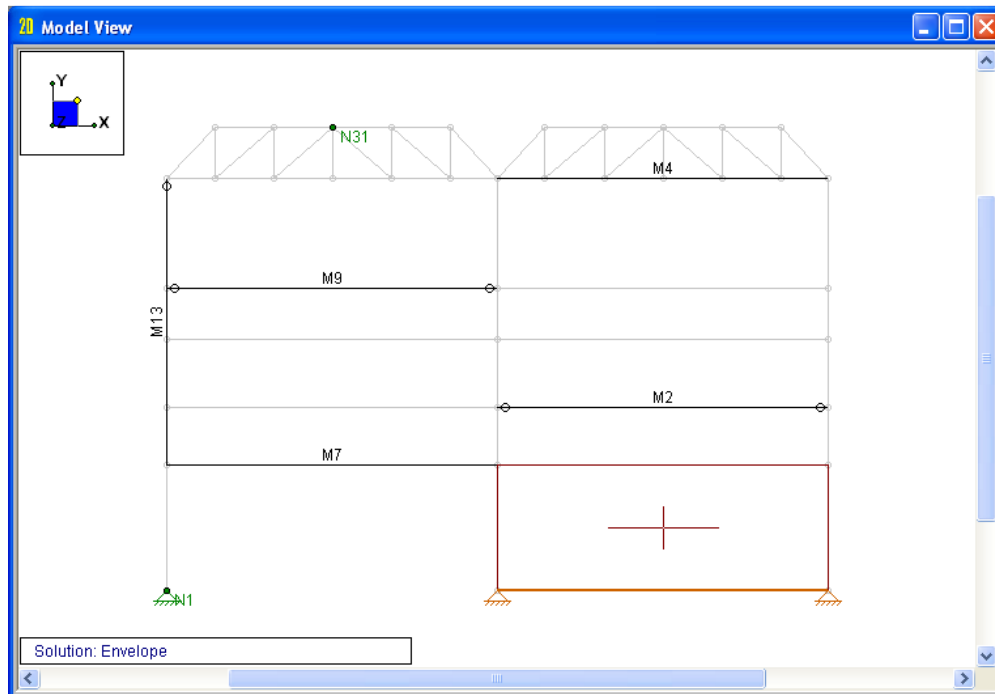 2D Model View
Y
Z X
N31
M4
M9
M13
M2
M7
N1
Solution: Envelope